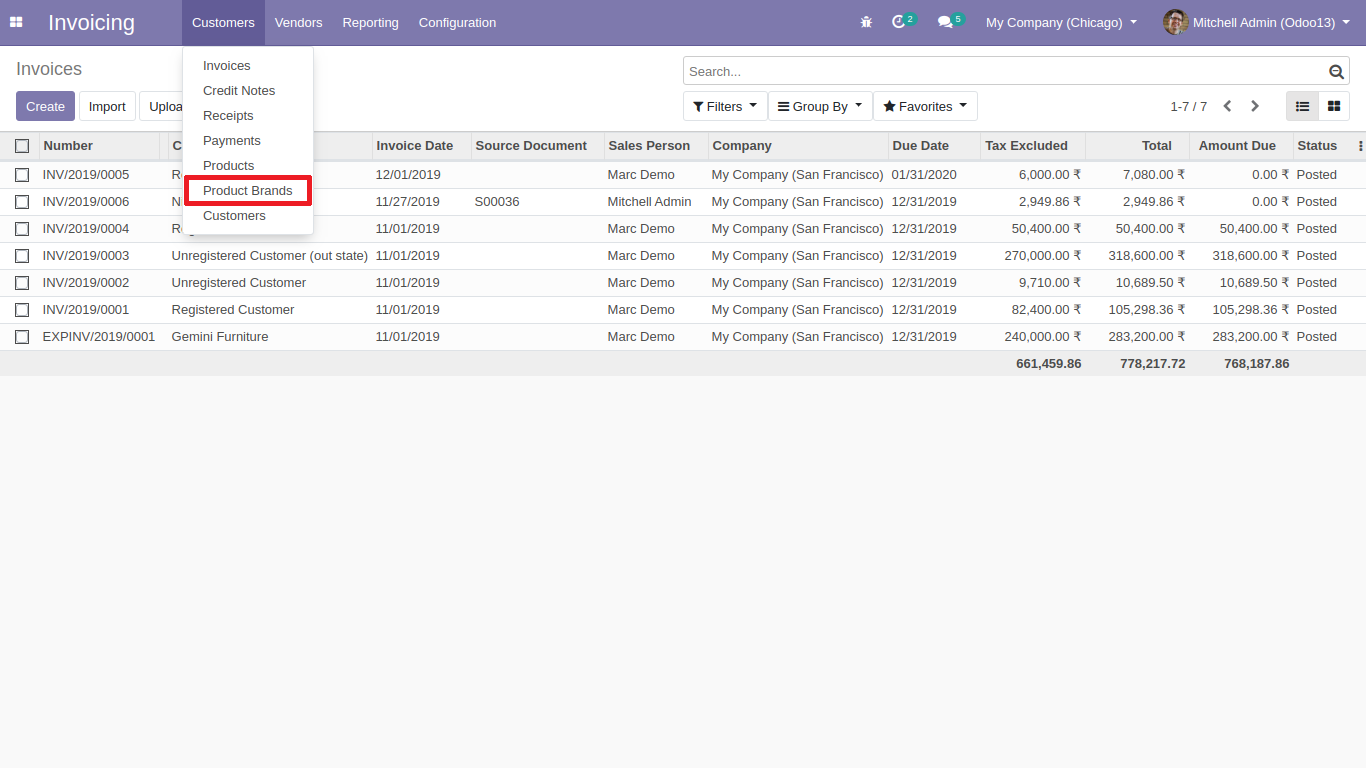 Invoicing Customers Vendors Reporting Configuration 2 5 My Company (Chicago) Mitchell Admin (Odoo13)
Invoices
Search...
Create Import Uploa
Filters Group By Favorites 1-7 / 7
Invoices
Credit Notes
Receipts
Payments
Products
Product Brands
Customers
Number C Invoice Date Source Document Sales Person Company Due Date Tax Excluded Total Amount Due Status
INV/2019/0005 12/01/2019 Marc Demo My Company (San Francisco) 01/31/2020 6,000.00 ₹ 7,080.00 ₹ 0.00 ₹ Posted
INV/2019/0006 11/27/2019 S00036 Mitchell Admin My Company (San Francisco) 12/31/2019 2,949.86 ₹ 2,949.86 ₹ 0.00 ₹ Posted
INV/2019/0004 11/01/2019 Marc Demo My Company (San Francisco) 12/31/2019 50,400.00 ₹ 50,400.00 ₹ 50,400.00 ₹ Posted
INV/2019/0003 Unregistered Customer (out state) 11/01/2019 Marc Demo My Company (San Francisco) 12/31/2019 270,000.00 ₹ 318,600.00 ₹ 318,600.00 ₹ Posted
INV/2019/0002 Unregistered Customer 11/01/2019 Marc Demo My Company (San Francisco) 12/31/2019 9,710.00 ₹ 10,689.50 ₹ 10,689.50 ₹ Posted
INV/2019/0001 Registered Customer 11/01/2019 Marc Demo My Company (San Francisco) 12/31/2019 82,400.00 ₹ 105,298.36 ₹ 105,298.36 ₹ Posted
EXPINV/2019/0001 Gemini Furniture 11/01/2019 Marc Demo My Company (San Francisco) 12/31/2019 240,000.00 ₹ 283,200.00 ₹ 283,200.00 ₹ Posted
661,459.86 778,217.72 768,187.86